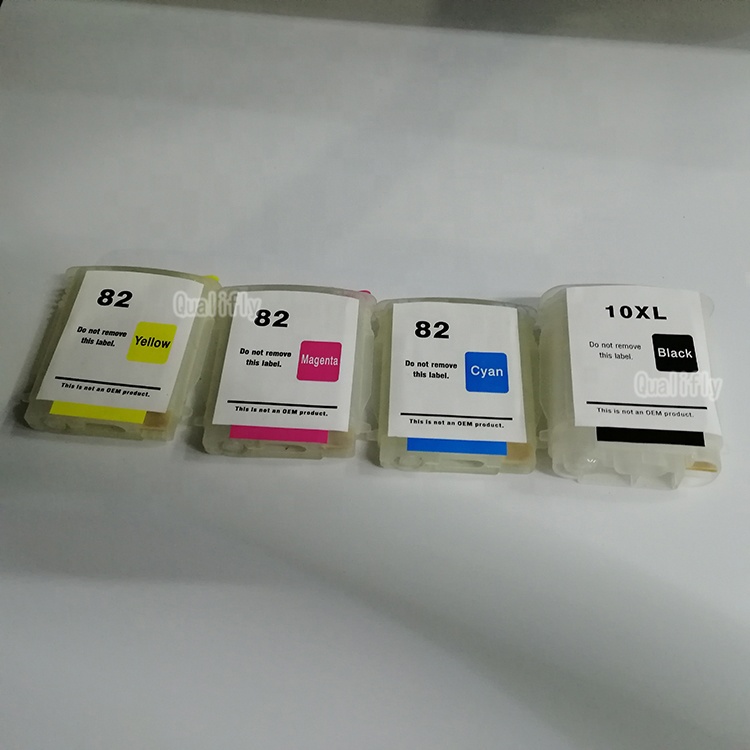 82
Do not remove
this label.
Yellow
This is not an OEM product.
Qualifly
82
Do not remove
this label.
Magenta
This is not an OEM product.
82
Do not remove
this label.
Cyan
This is not an OEM product.
10XL
Do not remove
this label.
Black
Qualifly
This is not an OEM product.